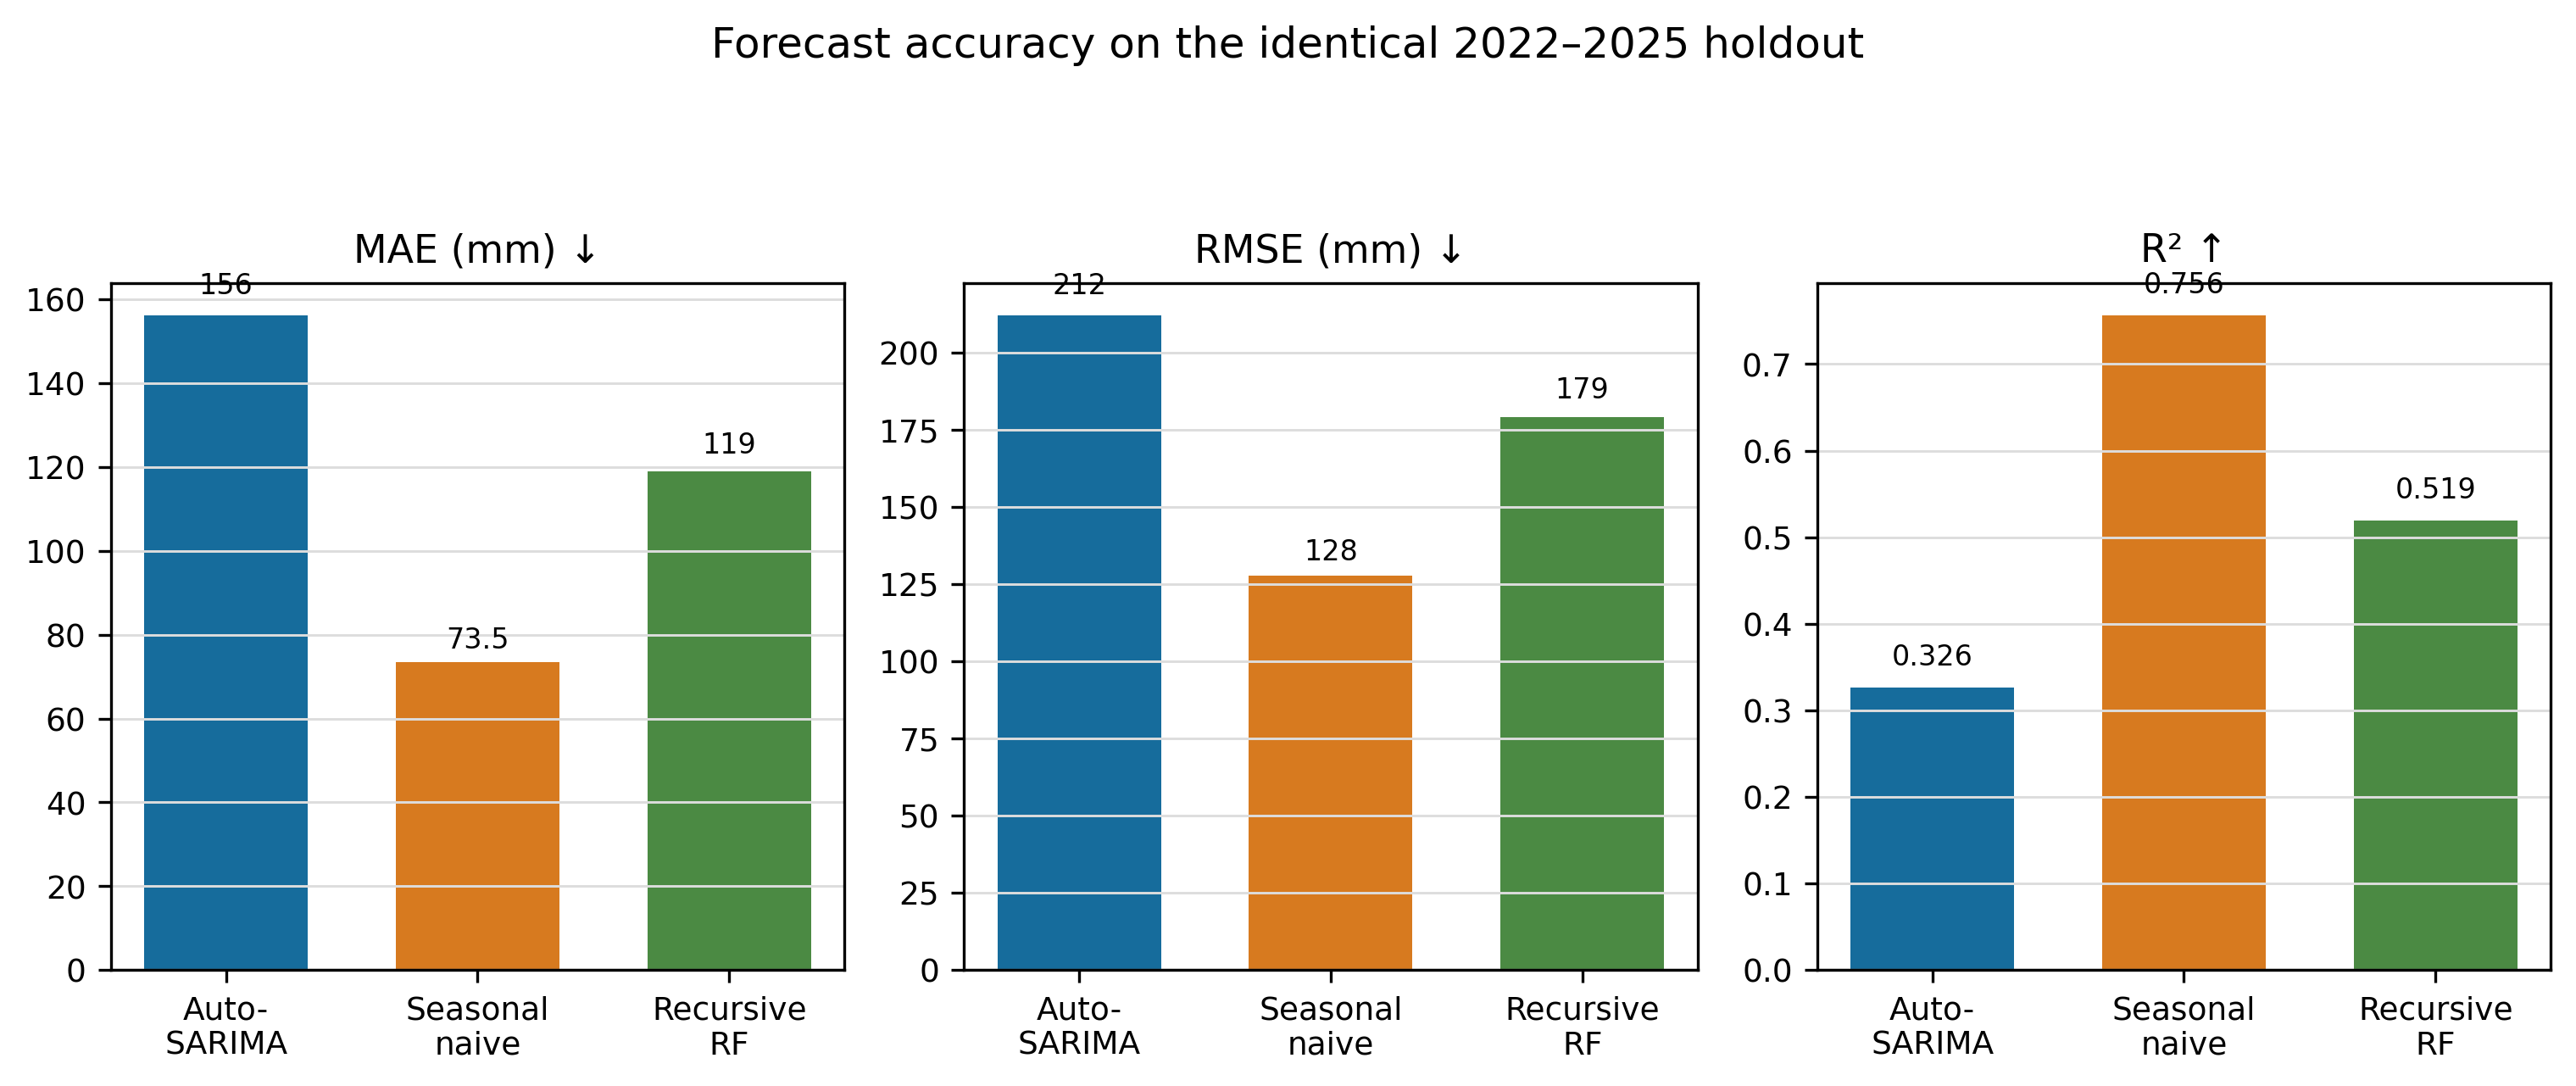 Forecast accuracy on the identical 2022–2025 holdout
MAE (mm) ↓
156
160
140
120
100
80
60
40
20
0
73.5
119
Auto-
SARIMA
Seasonal
naive
Recursive
RF
RMSE (mm) ↓
212
200
175
150
125
100
75
50
25
0
128
179
Auto-
SARIMA
Seasonal
naive
Recursive
RF
R² ↑
0.756
0.7
0.6
0.5
0.4
0.3
0.2
0.1
0.0
0.326
0.519
Auto-
SARIMA
Seasonal
naive
Recursive
RF